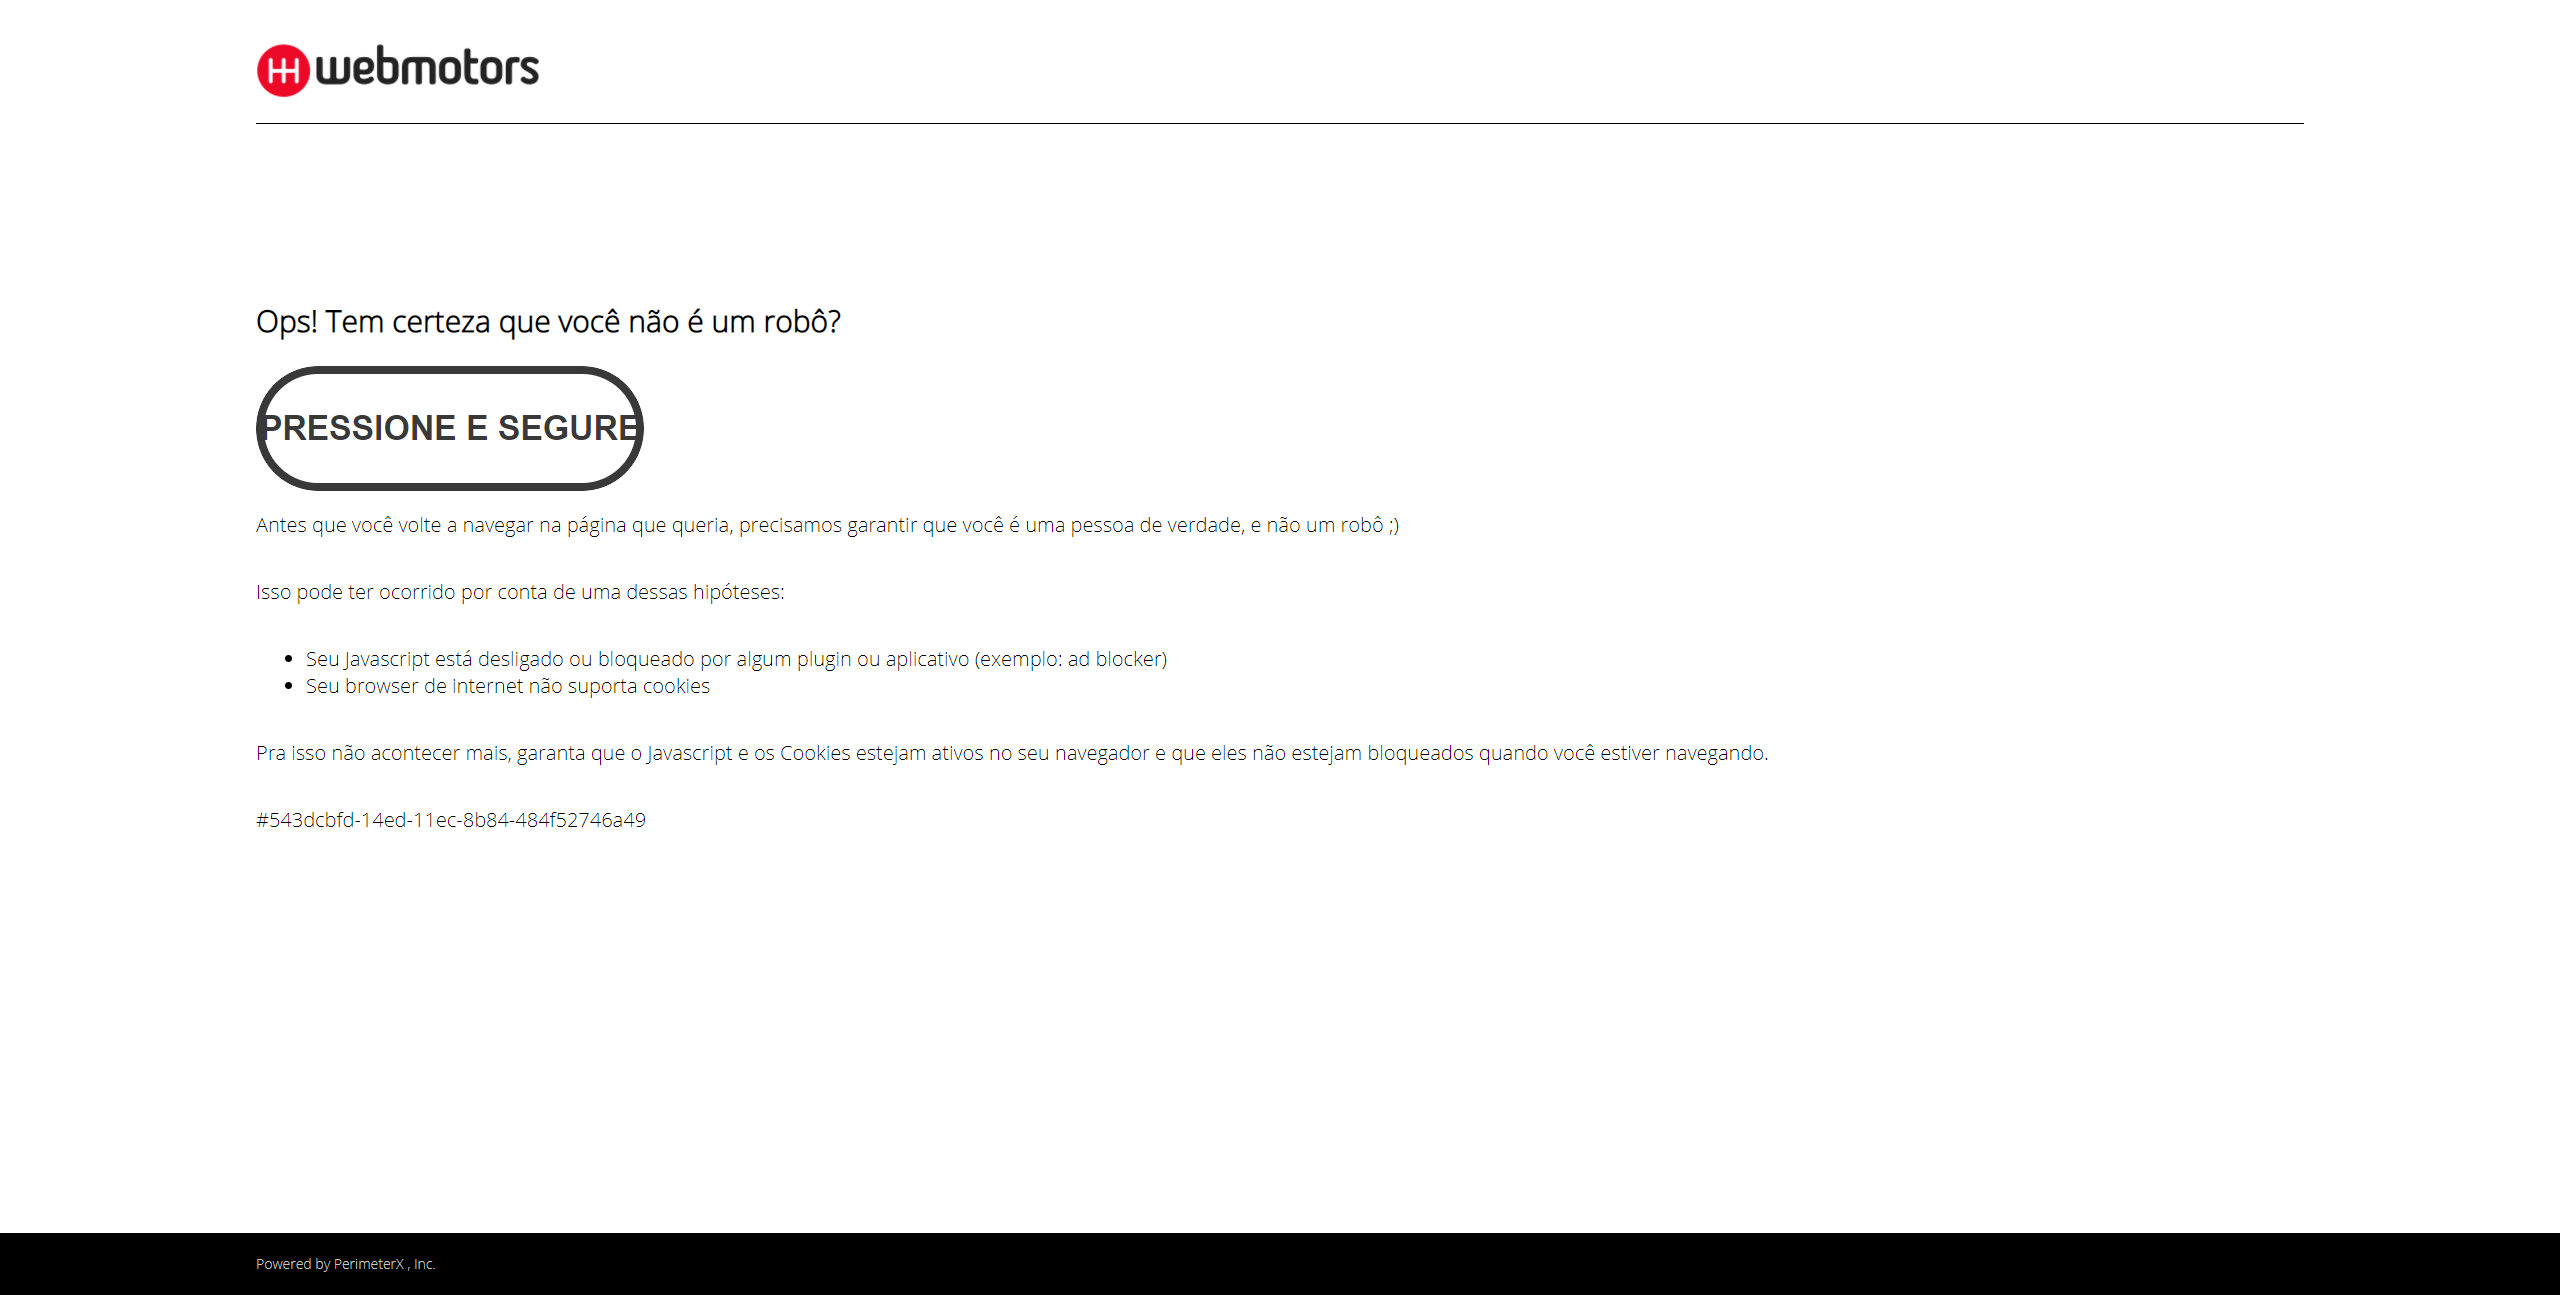 webmotors
Ops! Tem certeza que você não é um robô?
PRESSIONE E SEGURE
Antes que você volte a navegar na página que queria, precisamos garantir que você é uma pessoa de verdade, e não um robô ;)
Isso pode ter ocorrido por conta de uma dessas hipóteses:
• Seu Javascript está desligado ou bloqueado por algum plugin ou aplicativo (exemplo: ad blocker)
• Seu browser de internet não suporta cookies
Pra isso não acontecer mais, garanta que o Javascript e os Cookies estejam ativos no seu navegador e que eles não estejam bloqueados quando você estiver navegando.
#543dcbfd-14ed-11ec-8b84-484f52746a49
Powered by PerimeterX , Inc.